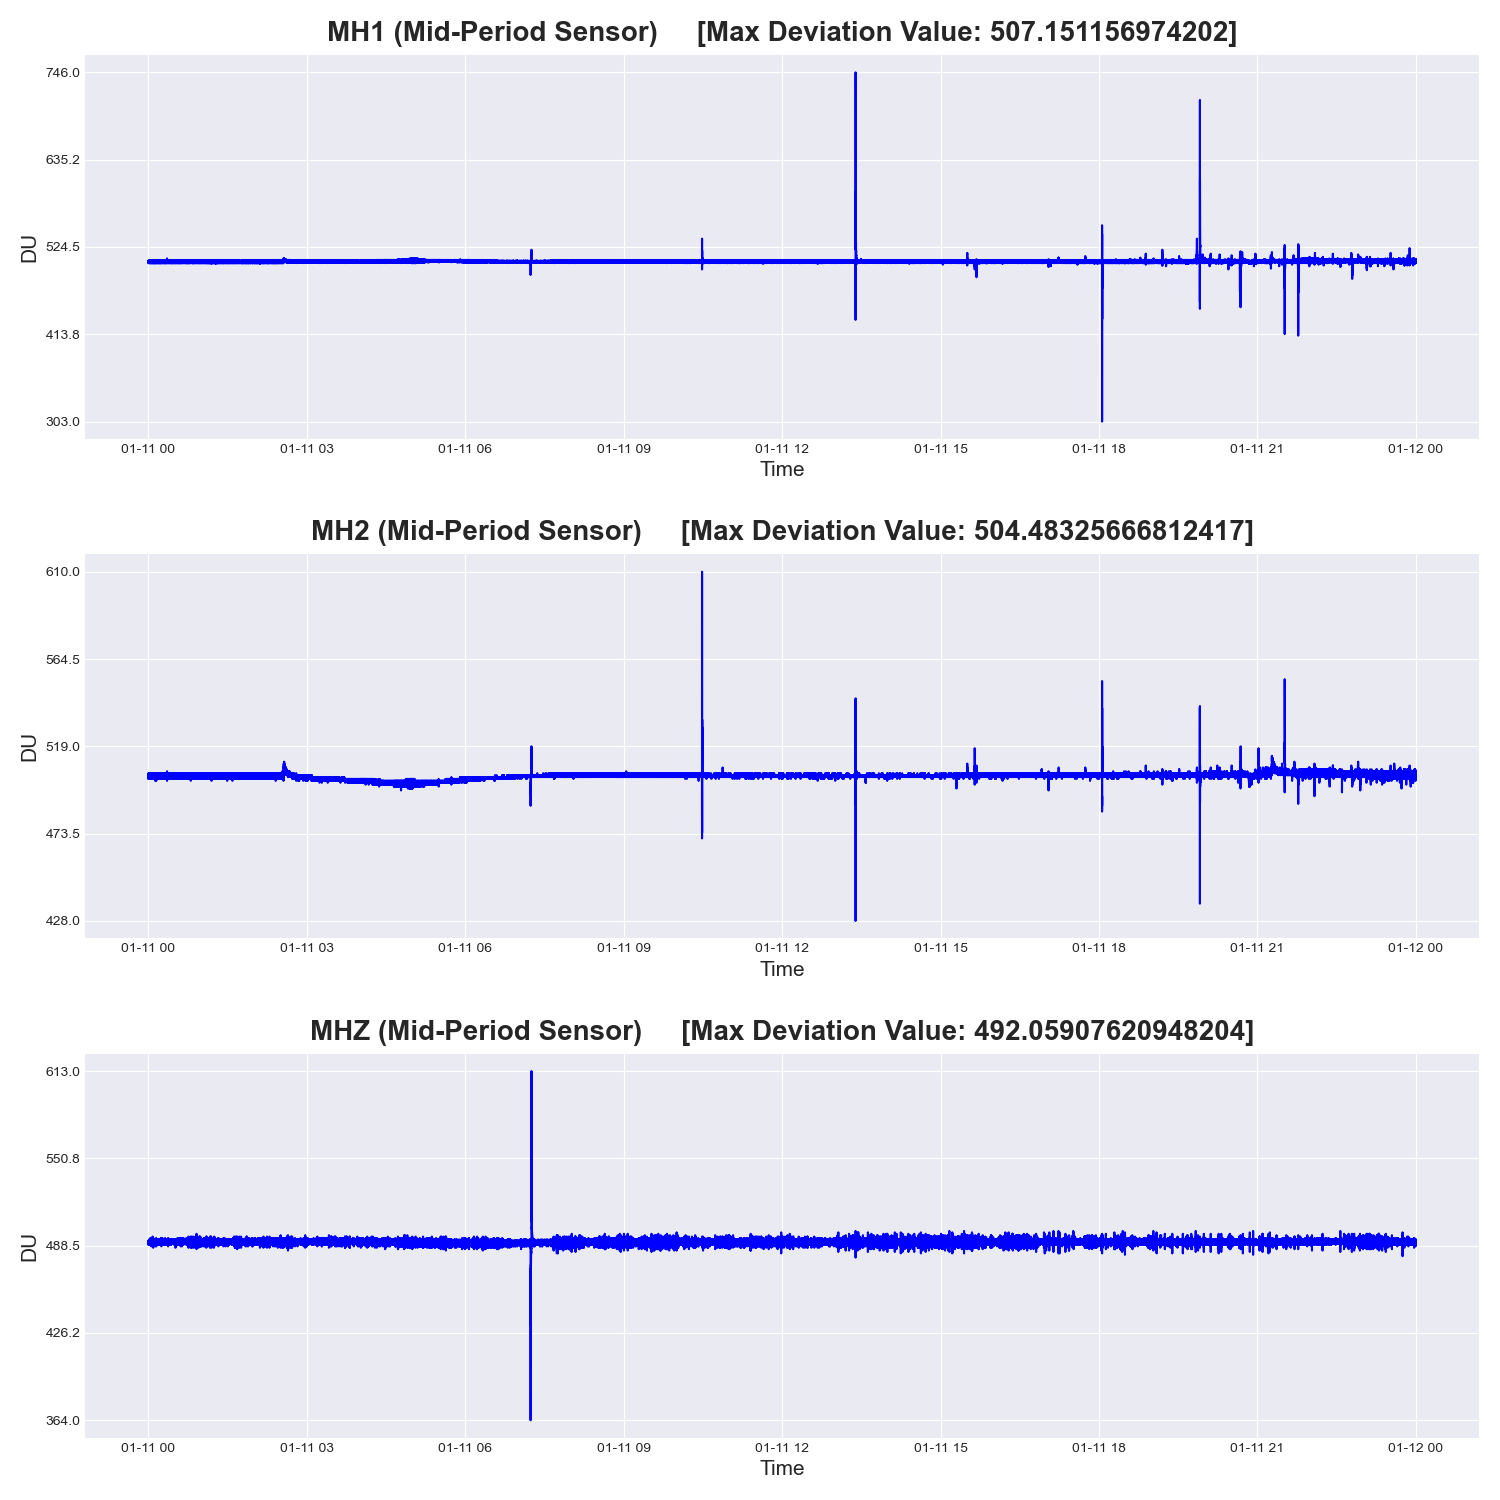 MH1 (Mid-Period Sensor) [Max Deviation Value: 507.151156974202]
746.0
635.2
524.5
413.8
303.0
DU
01-11 00 01-11 03 01-11 06 01-11 09 01-11 12 01-11 15 01-11 18 01-11 21 01-12 00
Time
MH2 (Mid-Period Sensor) [Max Deviation Value: 504.48325666812417]
610.0
564.5
519.0
473.5
428.0
DU
01-11 00 01-11 03 01-11 06 01-11 09 01-11 12 01-11 15 01-11 18 01-11 21 01-12 00
Time
MHZ (Mid-Period Sensor) [Max Deviation Value: 492.05907620948204]
613.0
550.8
488.5
426.2
364.0
DU
01-11 00 01-11 03 01-11 06 01-11 09 01-11 12 01-11 15 01-11 18 01-11 21 01-12 00
Time